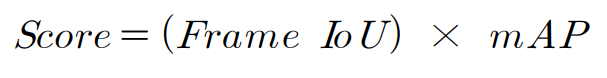 Score = (Frame IoU) × mAP